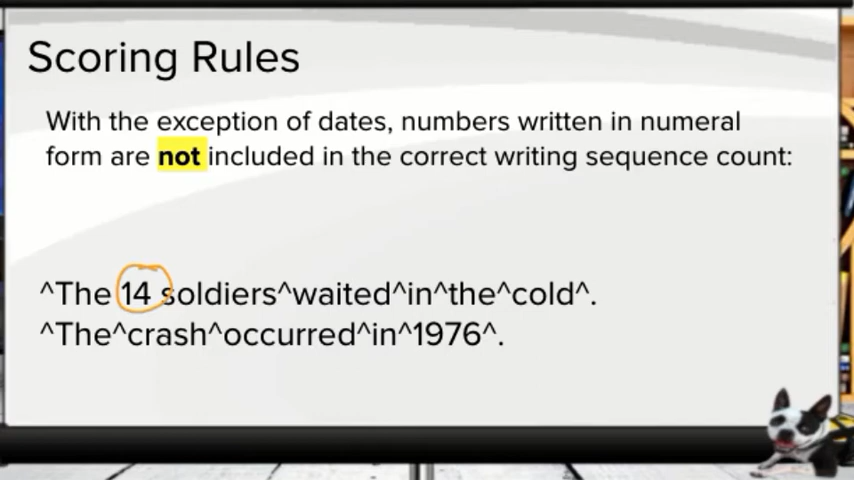 Scoring Rules
With the exception of dates, numbers written in numeral
form are not included in the correct writing sequence count:
^The 14 soldiers^waited^in^the^cold^.
^The^crash^occurred^in^1976^.